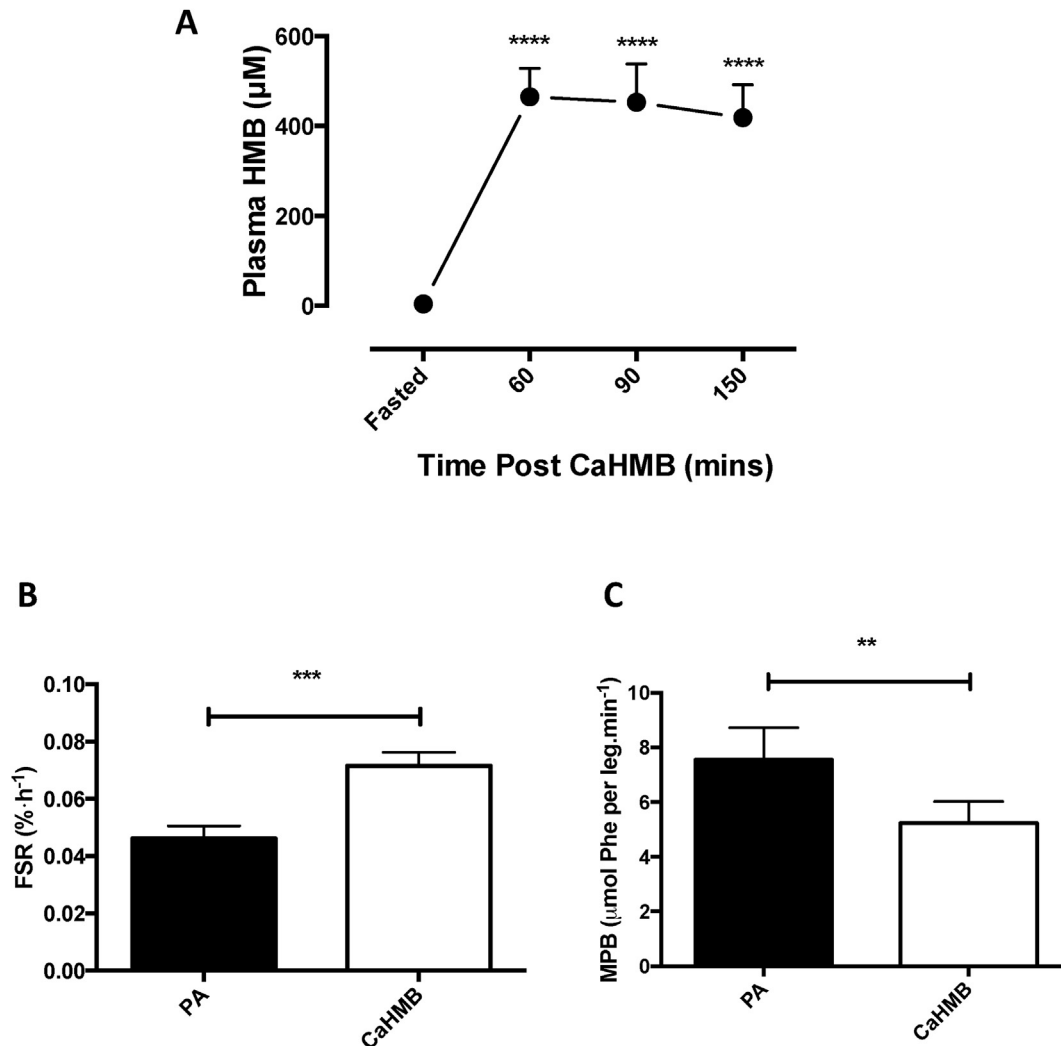 A
Plasma HMB (µM)
600
400
200
0
****
****
****
Fasted
60
90
150
Time Post CaHMB (mins)
B
FSR (%·h⁻¹)
0.10
0.08
0.06
0.04
0.02
0.00
***
PA
CaHMB
C
MPB (µmol Phe per leg.min⁻¹)
10
8
6
4
2
0
**
PA
CaHMB